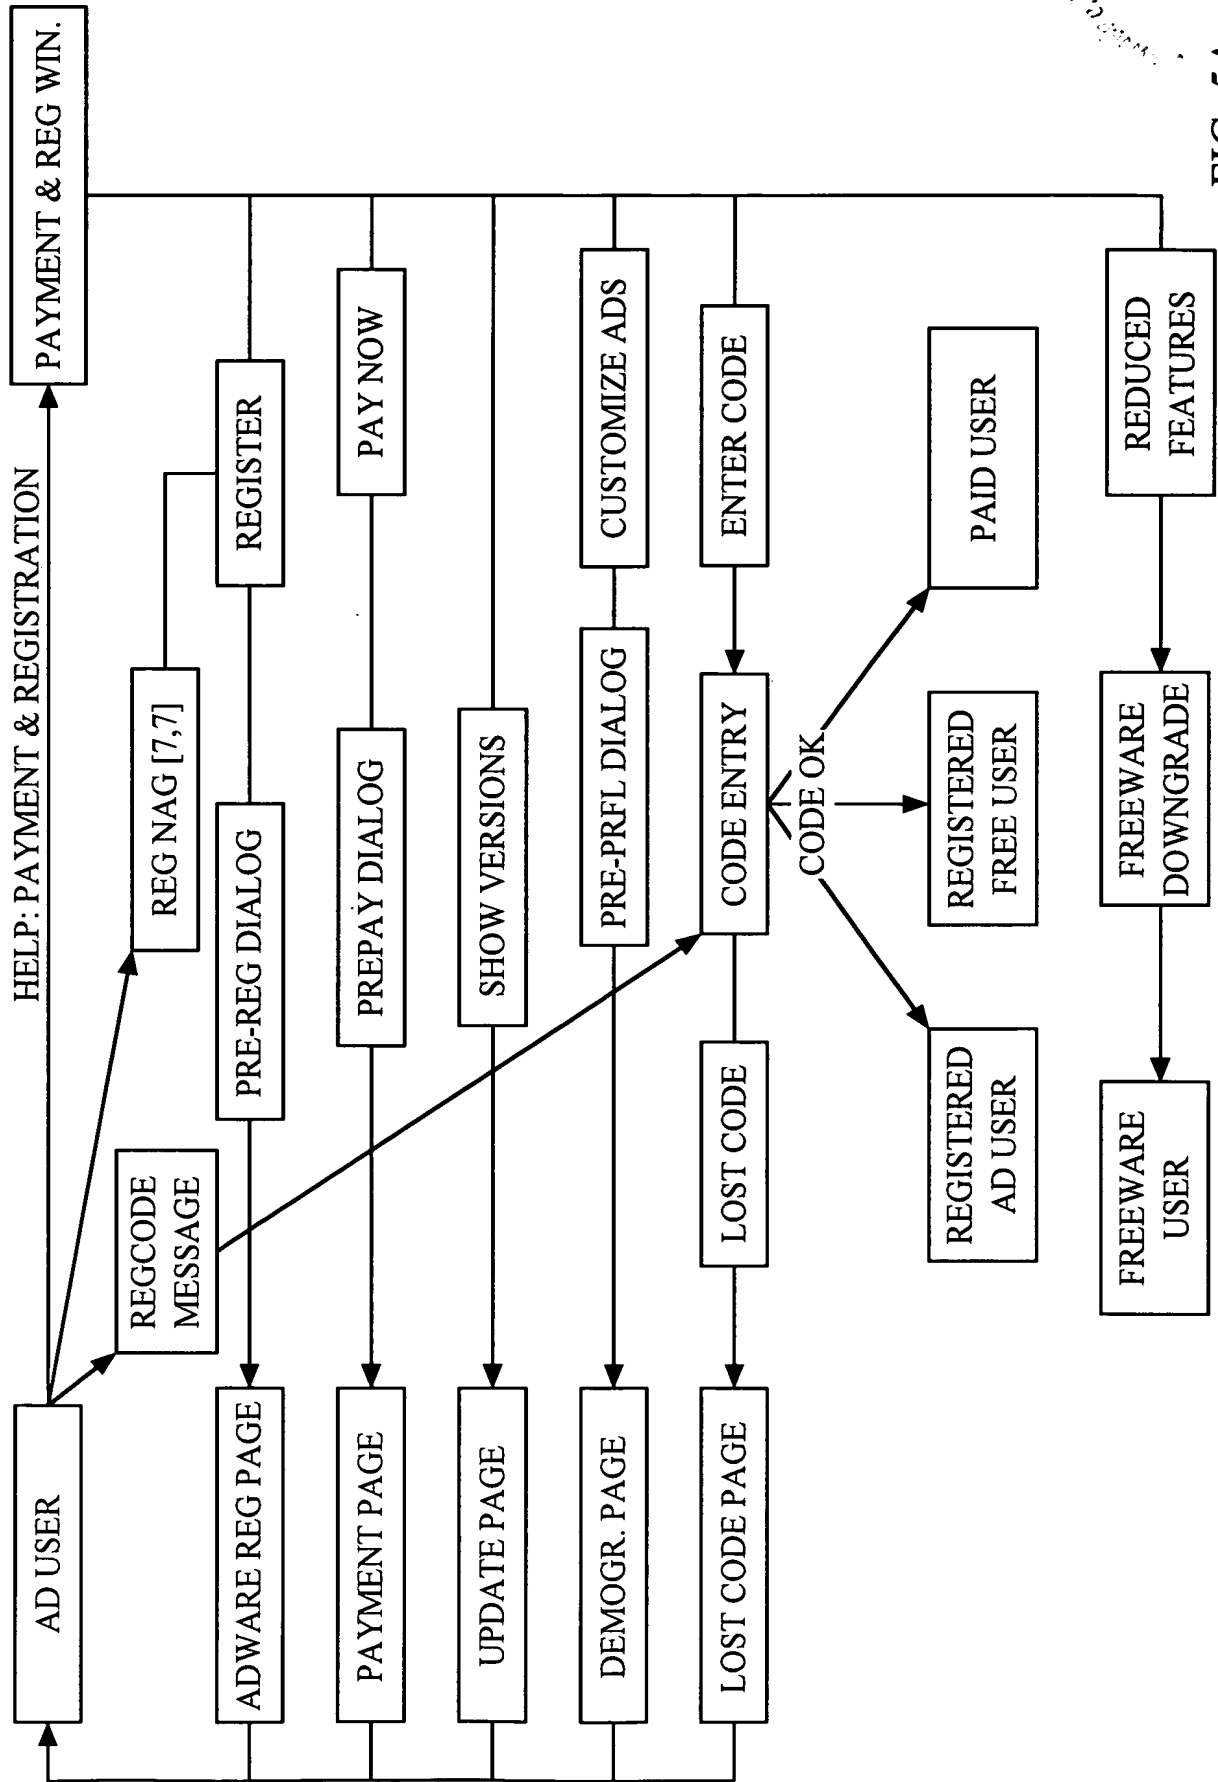 AD USER
HELP: PAYMENT & REGISTRATION
PAYMENT & REG WIN.
REGCODE
MESSAGE
REG NAG [7,7]
ADWARE REG PAGE
PRE-REG DIALOG
REGISTER
PAYMENT PAGE
PREPAY DIALOG
PAY NOW
UPDATE PAGE
SHOW VERSIONS
DEMOGR. PAGE
PRE-PRFL DIALOG
CUSTOMIZE ADS
LOST CODE PAGE
LOST CODE
CODE ENTRY
ENTER CODE
CODE OK
REGISTERED
AD USER
REGISTERED
FREE USER
PAID USER
FREEWARE
USER
FREEWARE
DOWNGRADE
REDUCED
FEATURES